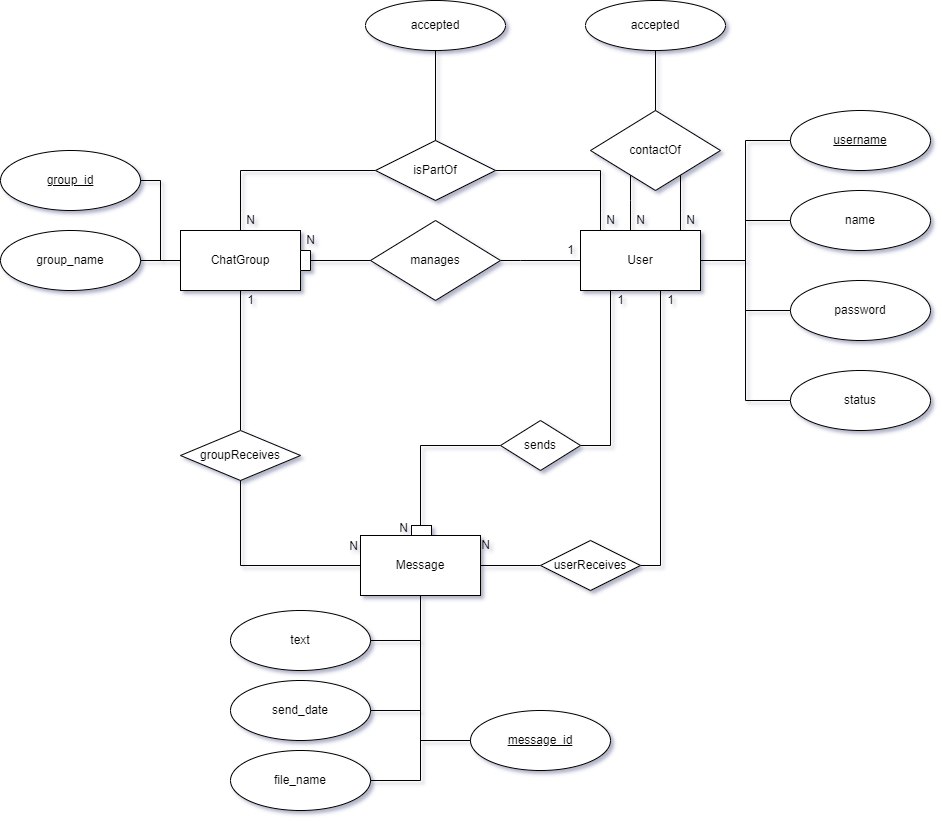 accepted
accepted
isPartOf
contactOf
username
group_id
name
N
N
N
N
N
1
group_name
ChatGroup
manages
User
1
1
1
password
status
groupReceives
sends
N
N
N
Message
userReceives
text
send_date
message_id
file_name